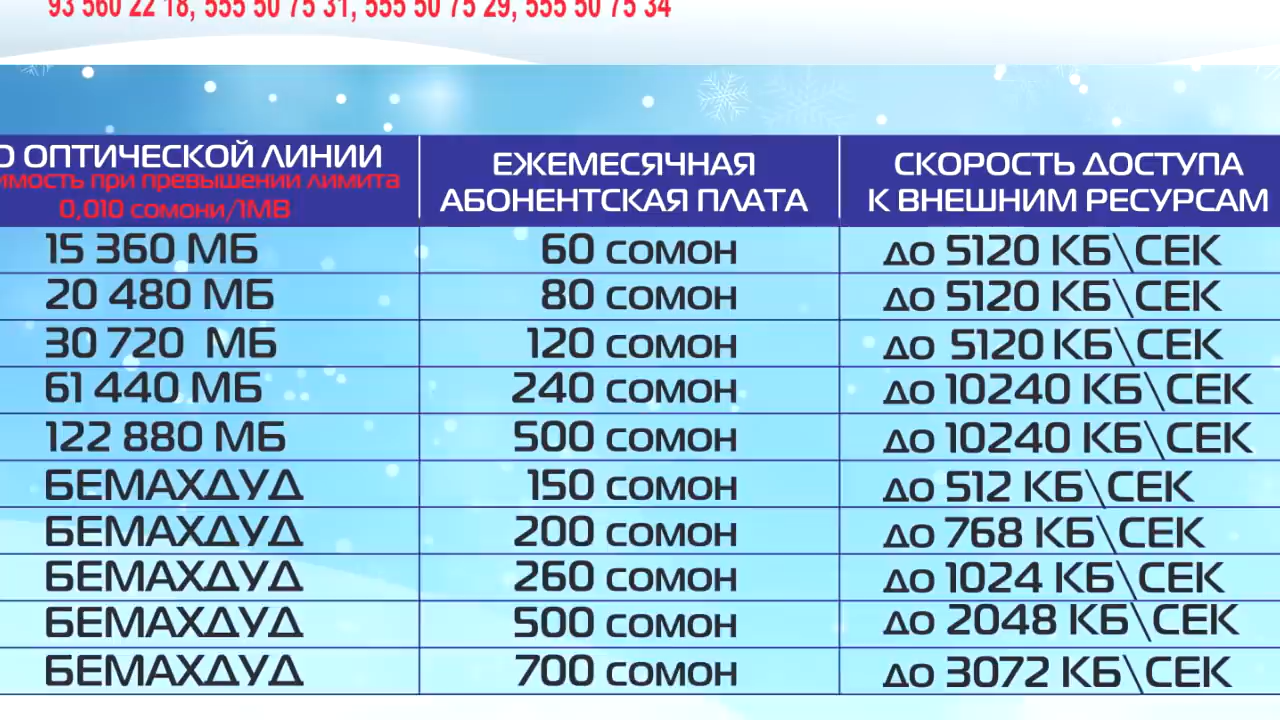 93 560 22 18, 555 50 75 31, 555 50 75 29, 555 50 75 34
О ОПТИЧЕСКОЙ ЛИНИИ
имость при превышении лимита
0,010 сомони/1МВ
ЕЖЕМЕСЯЧНАЯ
АБОНЕНТСКАЯ ПЛАТА
СКОРОСТЬ ДОСТУПА
К ВНЕШНИМ РЕСУРСАМ
15 360 МБ 60 сомон до 5120 КБ\СЕК
20 480 МБ 80 сомон до 5120 КБ\СЕК
30 720 МБ 120 сомон до 5120 КБ\СЕК
61 440 МБ 240 сомон до 10240 КБ\СЕК
122 880 МБ 500 сомон до 10240 КБ\СЕК
БЕМАХДУД 150 сомон до 512 КБ\СЕК
БЕМАХДУД 200 сомон до 768 КБ\СЕК
БЕМАХДУД 260 сомон до 1024 КБ\СЕК
БЕМАХДУД 500 сомон до 2048 КБ\СЕК
БЕМАХДУД 700 сомон до 3072 КБ\СЕК